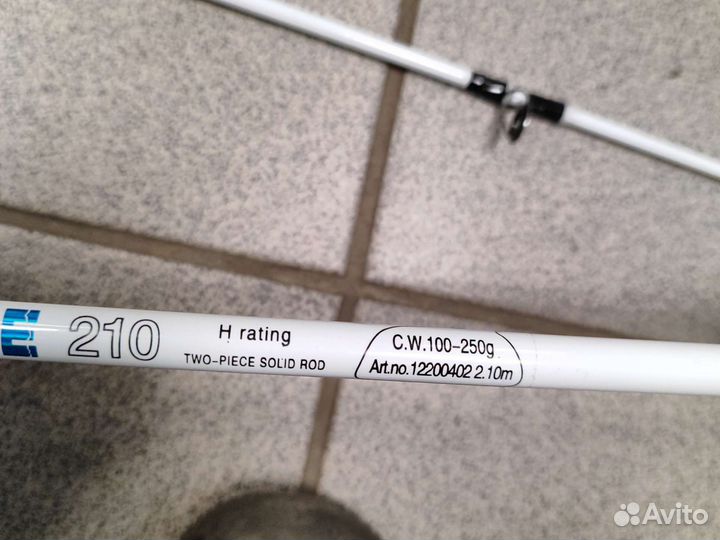 E 210
H rating
TWO-PIECE SOLID ROD
C.W.100-250g
Art.no.12200402 2.10m
Avito